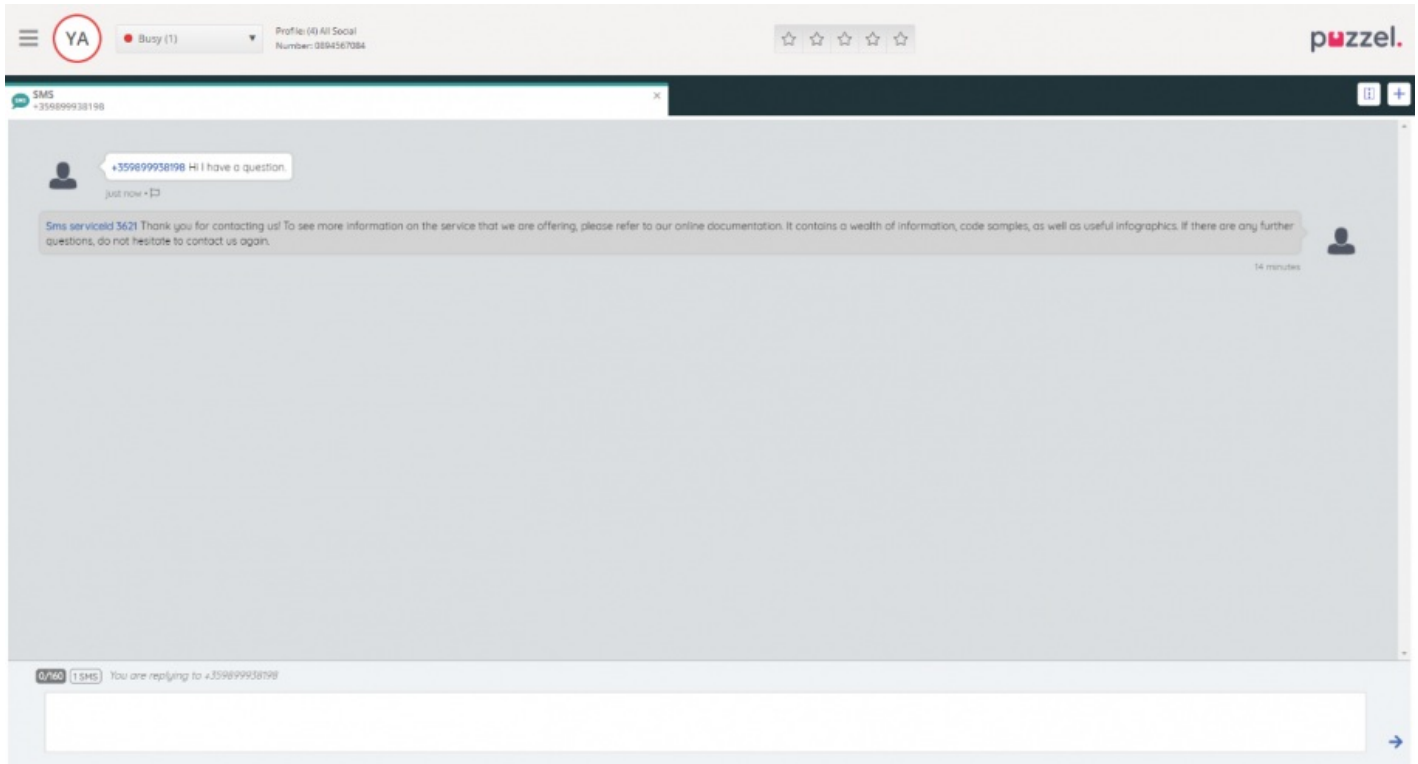 YA
Busy (1)
Profile: (4) All Social
Number: 0894567084
puzzel.
SMS
+359899938198
+359899938198 Hi I have a question.
just now •
Sms serviceId 3621 Thank you for contacting us! To see more information on the service that we are offering, please refer to our online documentation. It contains a wealth of information, code samples, as well as useful infographics. If there are any further
questions, do not hesitate to contact us again.
14 minutes
0/160 1 SMS You are replying to +359899938198